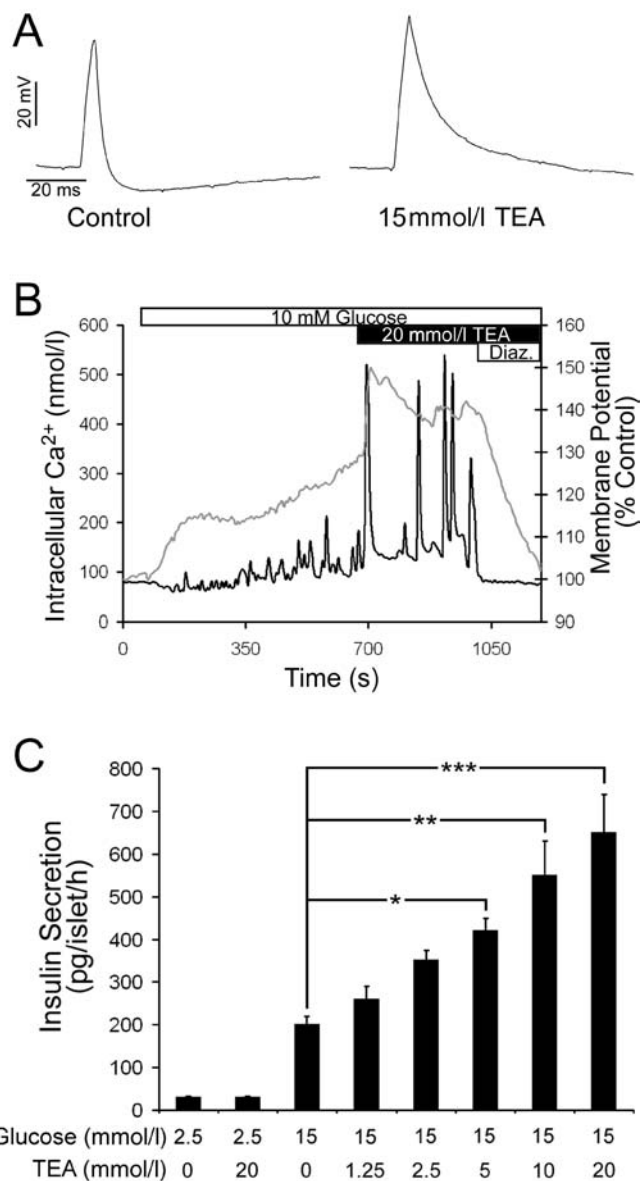 A
20 mV
20 ms
Control
15mmol/l TEA
B
10 mM Glucose
20 mmol/l TEA
Diaz.
600
500
400
300
200
100
0
Intracellular Ca²⁺ (nmol/l)
160
150
140
130
120
110
100
90
Membrane Potential
(% Control)
0 350 700 1050
Time (s)
C
800
700
600
500
400
300
200
100
0
Insulin Secretion
(pg/islet/h)
***
**
*
Glucose (mmol/l) 2.5 2.5 15 15 15 15 15 15
TEA (mmol/l) 0 20 0 1.25 2.5 5 10 20